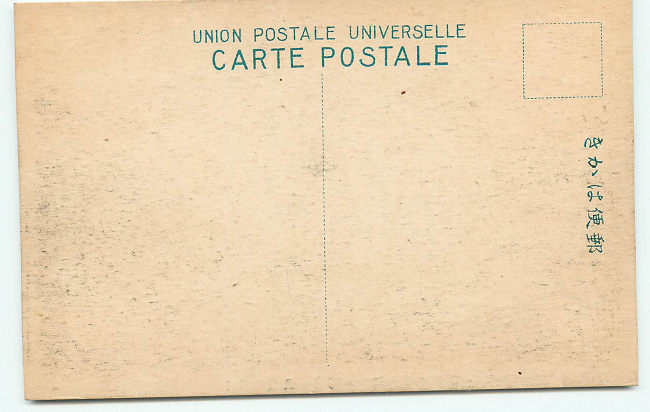 UNION POSTALE UNIVERSELLE
CARTE POSTALE
郵便はかき